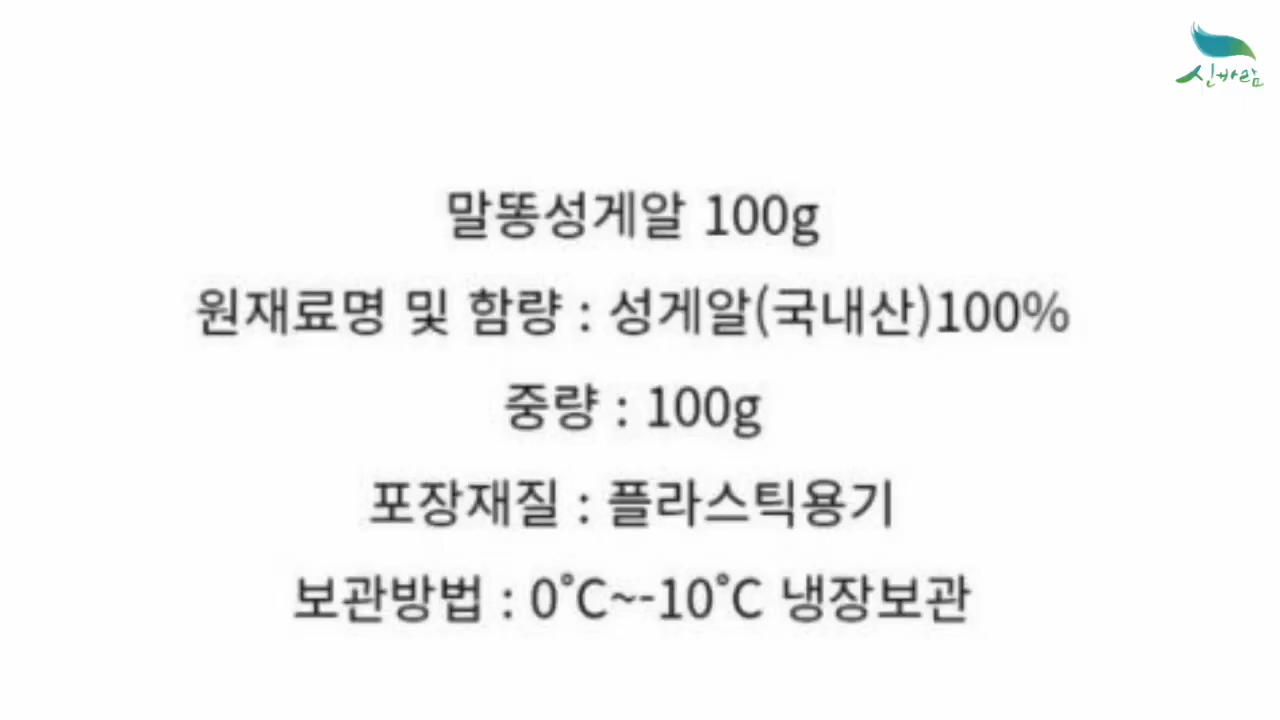 신바람
말똥성게알 100g
원재료명 및 함량 : 성게알(국내산)100%
중량 : 100g
포장재질 : 플라스틱용기
보관방법 : 0˚C~-10˚C 냉장보관